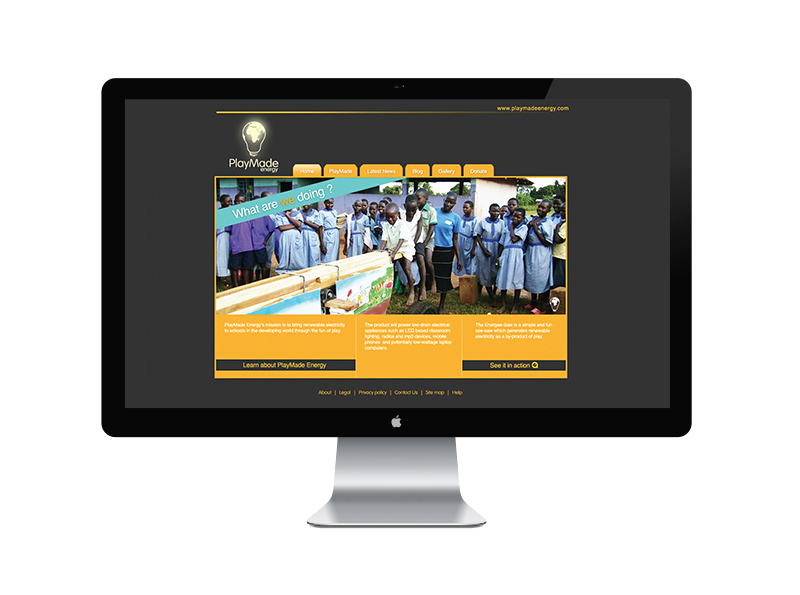 www.playmadeenergy.com
PlayMade
energy
Home
PlayMade
Latest News
Blog
Gallery
Donate
What are we doing ?
PlayMade Energy's mission is to bring renewable electricity
to schools in the developing world through the fun of play.
Learn about PlayMade Energy
The product will power low-drain electrical
appliances such as LED based classroom
lighting, radios and mp3 devices, mobile
phones and potentially low-wattage laptop
computers.
The Energee-Saw is a simple and fun
see-saw which generates renewable
electricity as a by-product of play.
See it in action
About | Legal | Privacy policy | Contact Us | Site map | Help